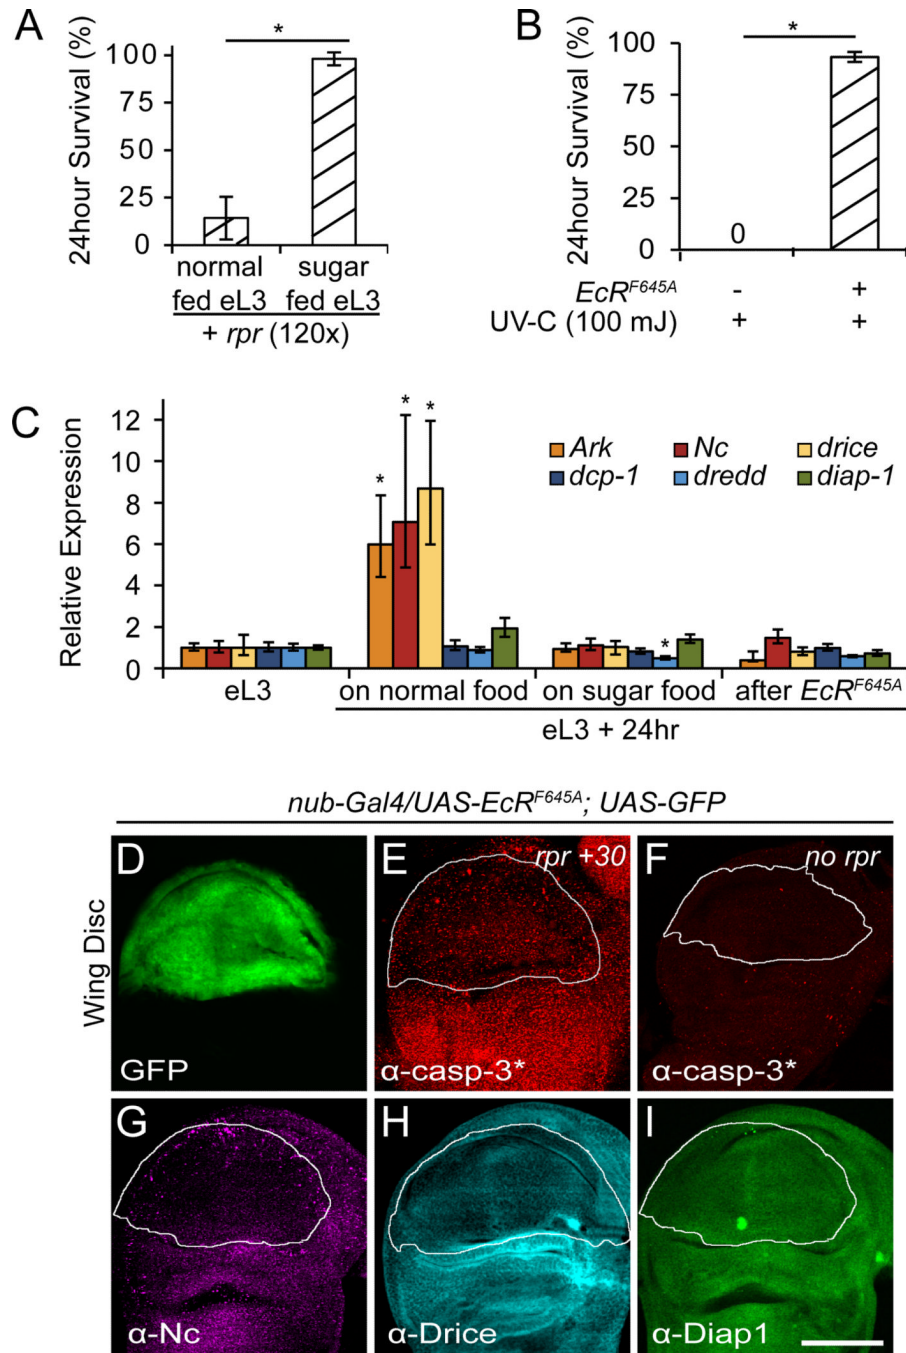 A
24hour Survival (%)
*
100
75
50
25
0
normal fed eL3
sugar fed eL3
+ rpr (120x)
B
24hour Survival (%)
*
100
75
50
25
0
0
EcR^F645A - +
UV-C (100 mJ) + +
C
Relative Expression
12
10
8
6
4
2
0
* * *
*
Ark Nc drice
dcp-1 dredd diap-1
eL3 on normal food on sugar food after EcR^F645A
eL3 + 24hr
nub-Gal4/UAS-EcR^F645A; UAS-GFP
Wing Disc
D
GFP
E
rpr +30
α-casp-3*
F
no rpr
α-casp-3*
G
α-Nc
H
α-Drice
I
α-Diap1